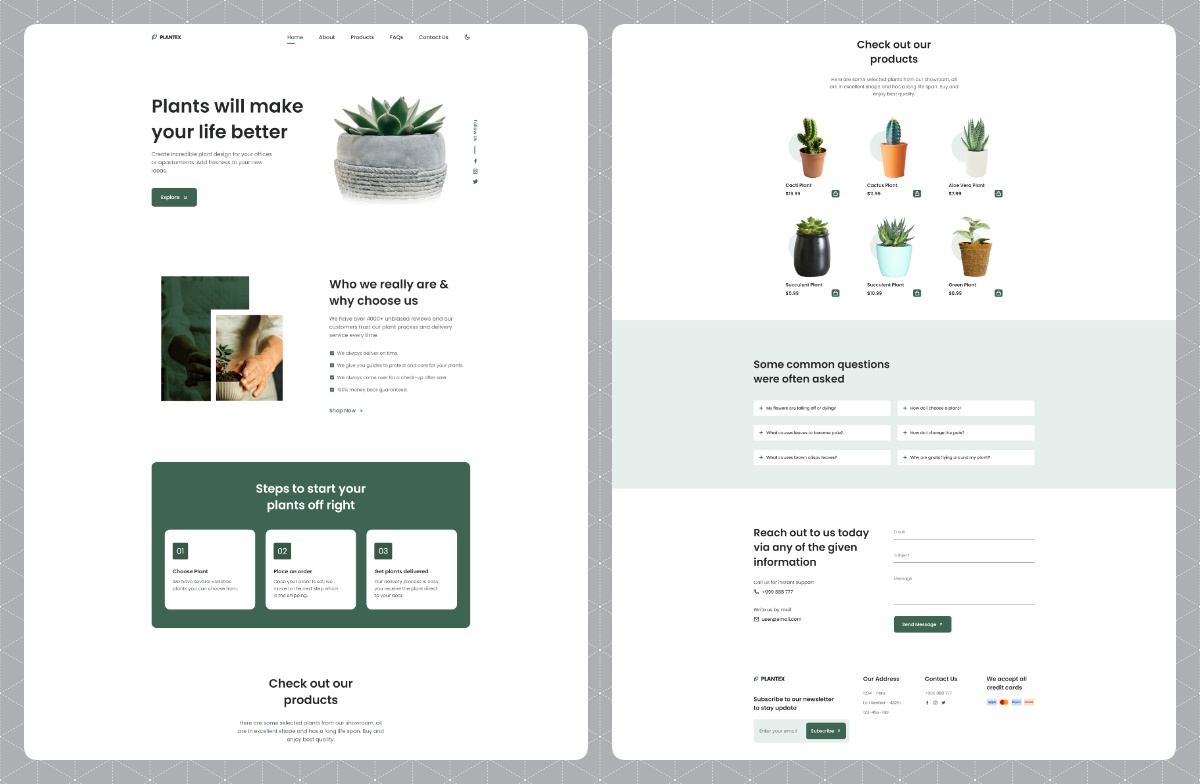 PLANTEX
Home About Products FAQs Contact Us
Plants will make
your life better
Create incredible plant design for your offices
or apastaments. Add fresness to your new
ideas.
Explore
Follow Us
Who we really are &
why choose us
We have over 4000+ unbiased reviews and our
customers trust our plant process and delivery
service every time
We always deliver on time.
We give you guides to protect and care for your plants.
We always come over for a check-up after sale.
100% money back guaranteed.
Shop Now
Steps to start your
plants off right
01
Choose Plant
We have several varieties
plants you can choose from.
02
Place an order
Once your order is set, we
move to the next step which
is the shipping.
03
Get plants delivered
Our delivery process is easy,
you receive the plant direct
to your door.
Check out our
products
Here are some selected plants from our showroom, all
are in excellent shape and has a long life span. Buy and
enjoy best quality.
Check out our
products
Here are some selected plants from our showroom, all
are in excellent shape and has a long life span. Buy and
enjoy best quality.
Cacti Plant
$19.99
Cactus Plant
$11.99
Aloe Vera Plant
$7.99
Succulent Plant
$5.99
Succulent Plant
$10.99
Green Plant
$8.99
Some common questions
were often asked
My flowers are falling off or dying?
How do I choose a plant?
What causes leaves to become pale?
How do I change the pots?
What causes brown crispy leaves?
Why are gnats flying around my plant?
Reach out to us today
via any of the given
information
Call us for instant support
+999 888 777
Write us by mail
user@email.com
Email
Subject
Message
Send Message
PLANTEX
Subscribe to our newsletter
to stay update
Enter your email
Subscribe
Our Address
1234 - Peru
La Libertad - 43210
123-456-789
Contact Us
+999 888 777
We accept all
credit cards
VISA